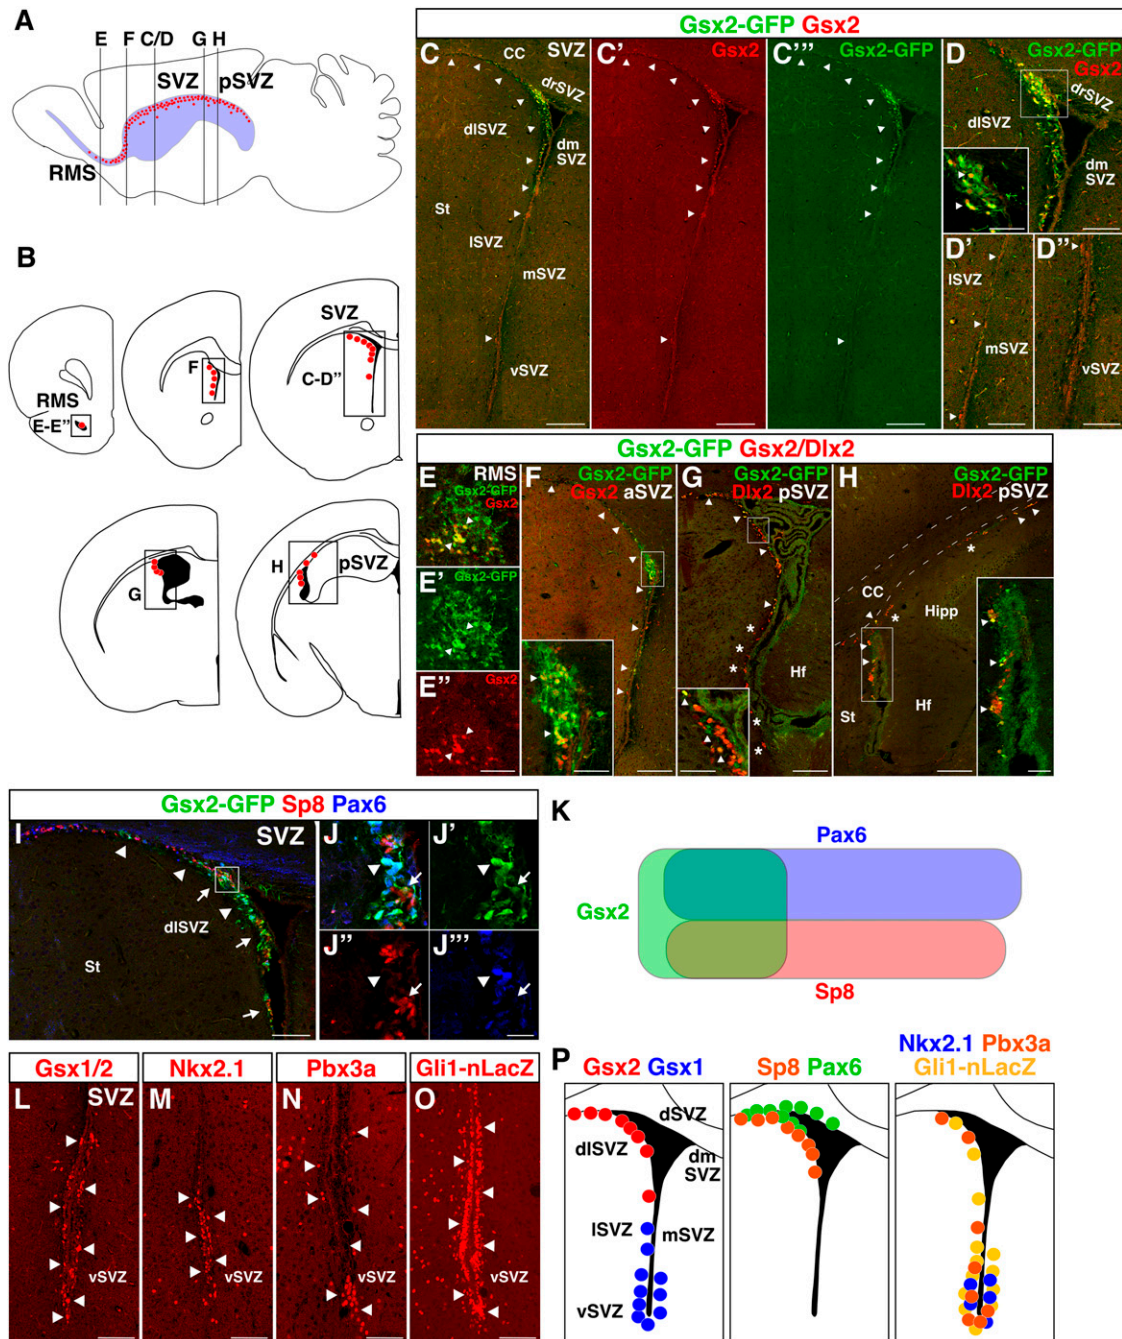 A
E F C/D G H
SVZ pSVZ
RMS
B
SVZ
F
C-D"
RMS
E-E"
G
H
pSVZ
Gsx2-GFP Gsx2
C CC SVZ
drSVZ
dlSVZ
dm
SVZ
St
lSVZ
mSVZ
vSVZ
C' Gsx2
C''' Gsx2-GFP
D Gsx2-GFP
Gsx2
drSVZ
dlSVZ
dm
SVZ
D'
lSVZ
mSVZ
D"
vSVZ
Gsx2-GFP Gsx2/Dlx2
E RMS
Gsx2-GFP
Gsx2
E' Gsx2-GFP
E" Gsx2
F Gsx2-GFP
Gsx2 aSVZ
G Gsx2-GFP
Dlx2 pSVZ
Hf
H Gsx2-GFP
Dlx2 pSVZ
CC
Hipp
St
Hf
Gsx2-GFP Sp8 Pax6
I SVZ
dlSVZ
St
J
J'
J"
J'''
K
Pax6
Gsx2
Sp8
Gsx1/2
L SVZ
vSVZ
Nkx2.1
M
vSVZ
Pbx3a
N
vSVZ
Gli1-nLacZ
O
vSVZ
P
Gsx2 Gsx1
dSVZ
dlSVZ
dm
SVZ
lSVZ
mSVZ
vSVZ
Sp8 Pax6
Nkx2.1 Pbx3a
Gli1-nLacZ